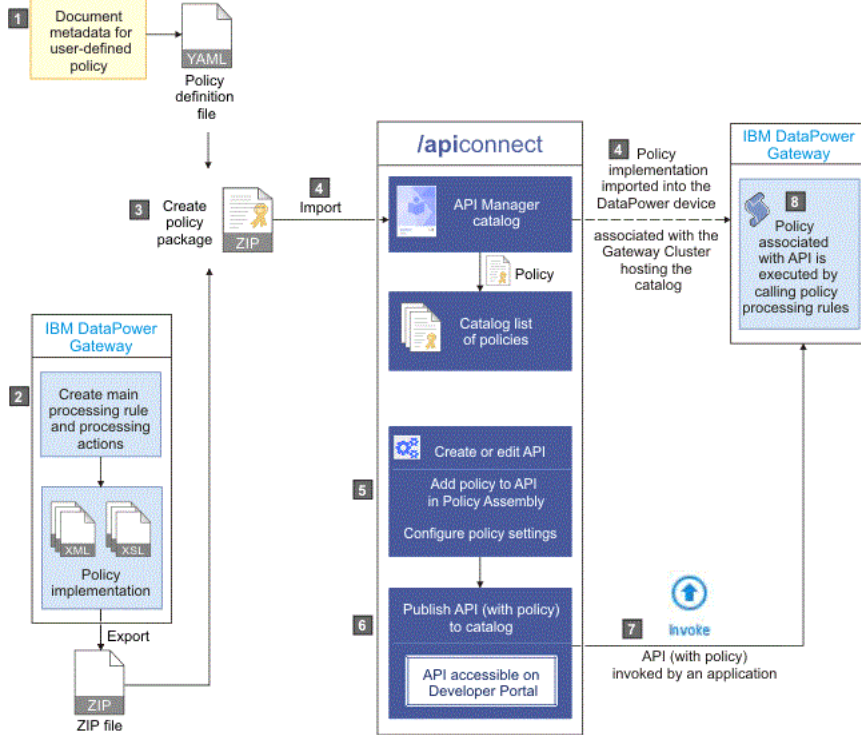 1
Document
metadata for
user-defined
policy
YAML
Policy
definition
file
3
Create
policy
package
ZIP
4
Import
2
IBM DataPower
Gateway
Create main
processing rule
and processing
actions
XML
XSL
Policy
implementation
Export
ZIP
ZIP file
/apiconnect
API Manager
catalog
Policy
Catalog list
of policies
5
Create or edit API
Add policy to API
in Policy Assembly
Configure policy settings
6
Publish API (with policy)
to catalog
API accessible on
Developer Portal
4
Policy
implementation
imported into the
DataPower device
associated with the
Gateway Cluster
hosting the
catalog
7
Invoke
API (with policy)
invoked by an application
IBM DataPower
Gateway
8
Policy
associated
with API is
executed by
calling policy
processing rules